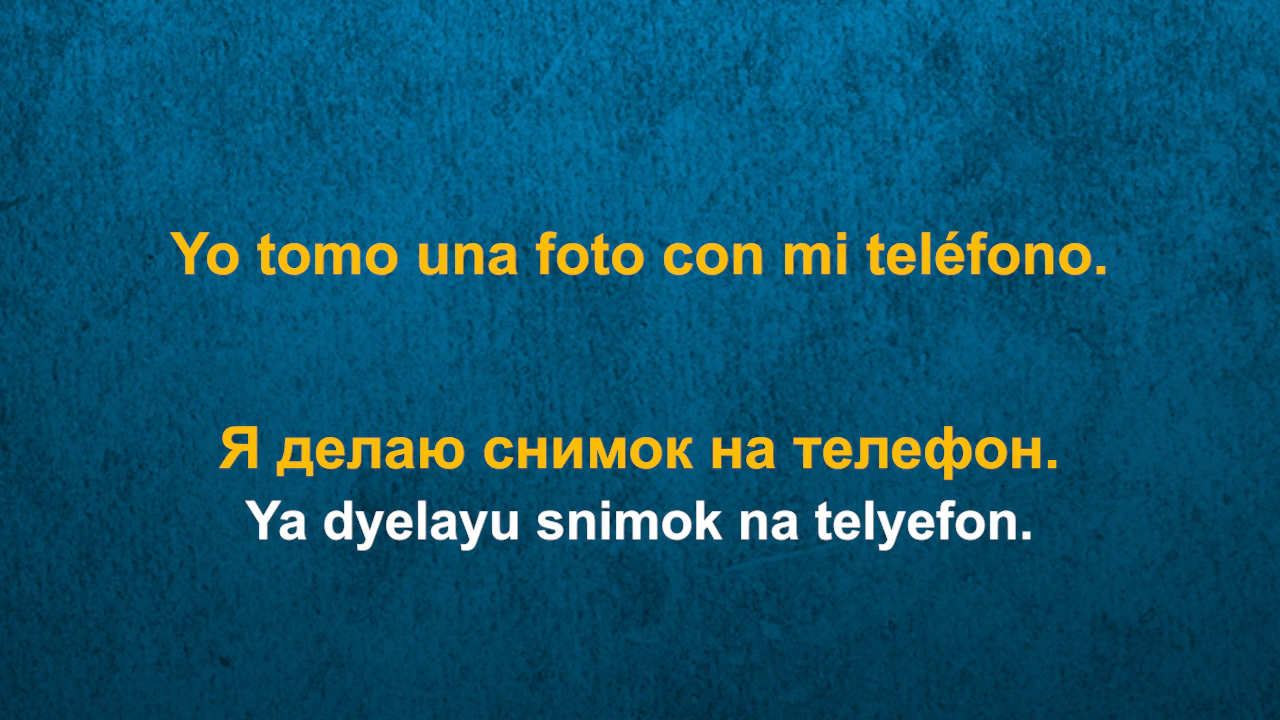 Yo tomo una foto con mi teléfono.
Я делаю снимок на телефон.
Ya dyelayu snimok na telyefon.